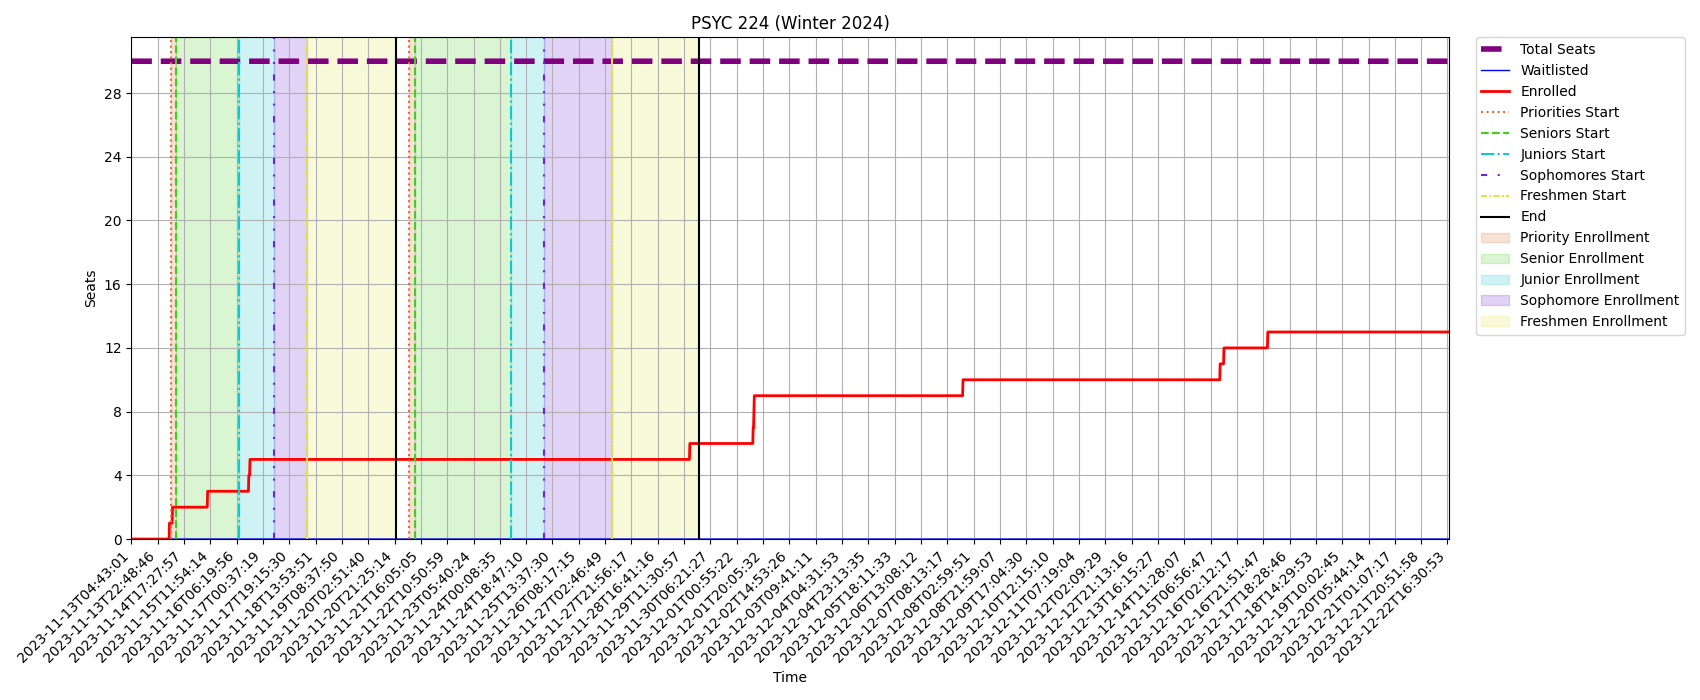 PSYC 224 (Winter 2024)
Seats
28
24
20
16
12
8
4
0
2023-11-13T04:43:01
2023-11-13T22:48:46
2023-11-14T17:27:57
2023-11-15T11:54:14
2023-11-16T06:19:56
2023-11-17T00:37:19
2023-11-17T19:15:30
2023-11-18T13:53:51
2023-11-19T08:37:50
2023-11-20T02:51:40
2023-11-20T21:25:14
2023-11-21T16:05:05
2023-11-22T10:50:59
2023-11-23T05:40:24
2023-11-24T00:08:35
2023-11-24T18:47:10
2023-11-25T13:37:30
2023-11-26T08:17:15
2023-11-27T02:46:49
2023-11-27T21:56:17
2023-11-28T16:41:16
2023-11-29T11:30:57
2023-11-30T06:21:27
2023-12-01T00:55:22
2023-12-01T20:05:32
2023-12-02T14:53:26
2023-12-03T09:41:11
2023-12-04T04:31:53
2023-12-04T23:13:35
2023-12-05T18:11:33
2023-12-06T13:08:12
2023-12-07T08:13:17
2023-12-08T02:59:51
2023-12-08T21:59:07
2023-12-09T17:04:30
2023-12-10T12:15:10
2023-12-11T07:19:04
2023-12-12T02:09:29
2023-12-12T21:13:16
2023-12-13T16:15:27
2023-12-14T11:28:07
2023-12-15T06:56:47
2023-12-16T02:12:17
2023-12-16T21:51:47
2023-12-17T18:28:46
2023-12-18T14:29:53
2023-12-19T10:02:45
2023-12-20T05:44:14
2023-12-21T01:07:17
2023-12-21T20:51:58
2023-12-22T16:30:53
Time
Total Seats
Waitlisted
Enrolled
Priorities Start
Seniors Start
Juniors Start
Sophomores Start
Freshmen Start
End
Priority Enrollment
Senior Enrollment
Junior Enrollment
Sophomore Enrollment
Freshmen Enrollment